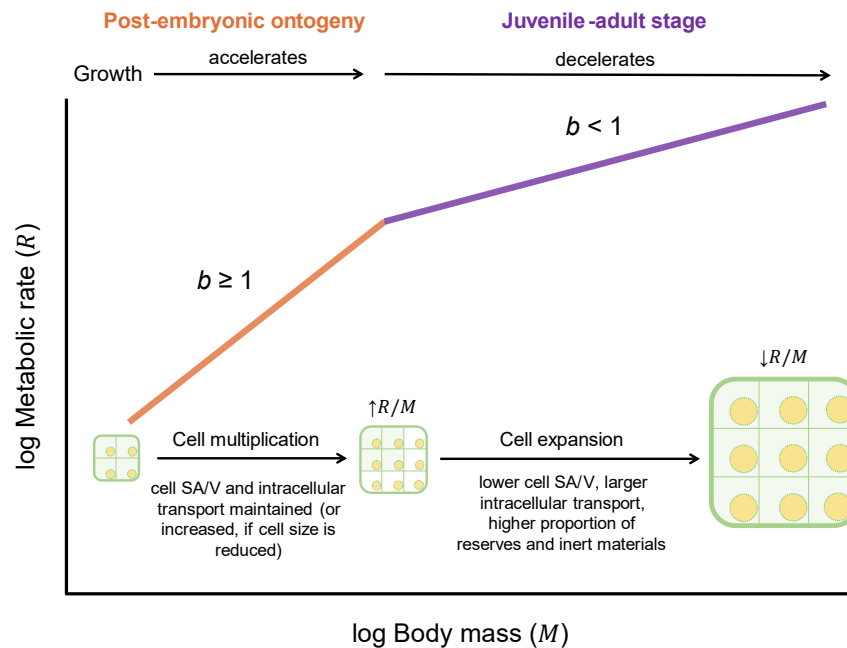 Post-embryonic ontogeny
Juvenile-adult stage
Growth
accelerates
decelerates
b < 1
b ≥ 1
log Metabolic rate (R)
↓R/M
↑R/M
Cell multiplication
cell SA/V and intracellular
transport maintained (or
increased, if cell size is
reduced)
Cell expansion
lower cell SA/V, larger
intracellular transport,
higher proportion of
reserves and inert materials
log Body mass (M)